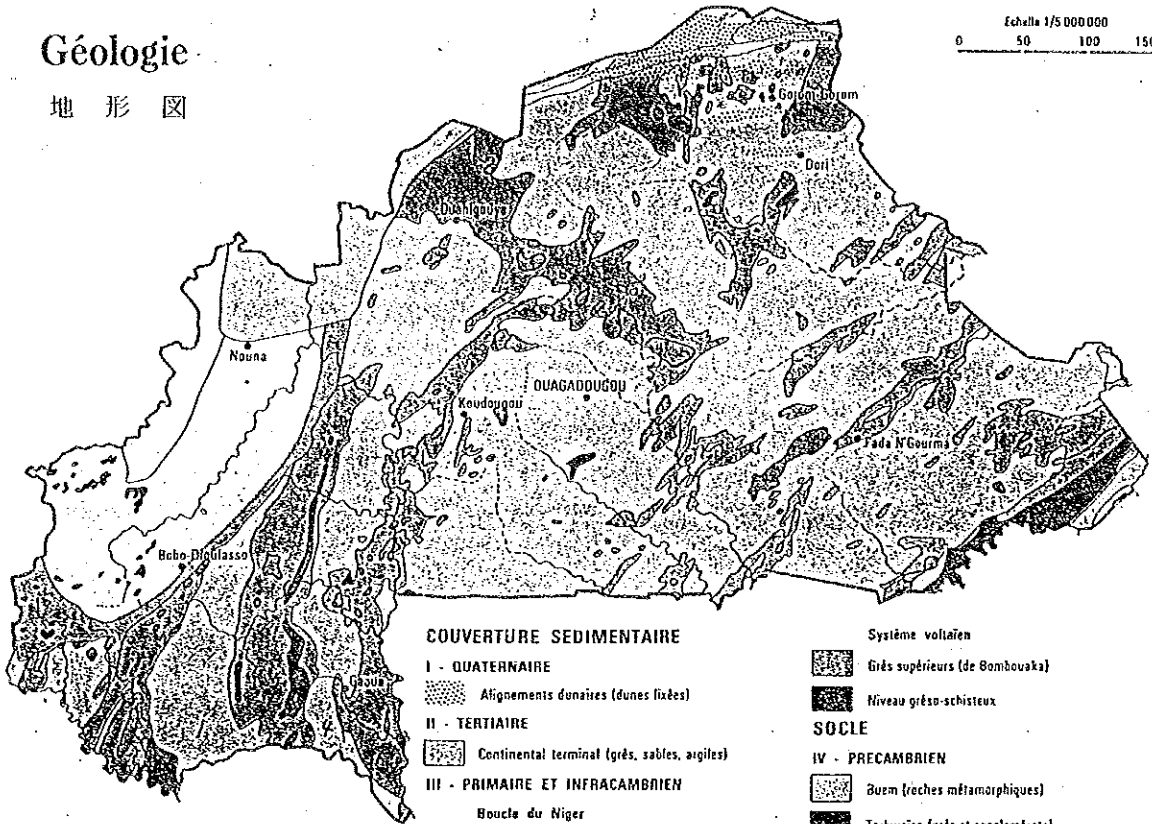 Géologie
地形図
Echelle 1/5 000 000
0 50 100 150
Gorom-Gorom
Dori
Ouahigouya
Nouna
OUAGADOUGOU
Koudougou
Fada N'Gourma
Bobo-Dioulasso
Gaoua
COUVERTURE SEDIMENTAIRE
I - QUATERNAIRE
Alignements dunaires (dunes fixées)
II - TERTIAIRE
Continental terminal (grès, sables, argiles)
III - PRIMAIRE ET INFRACAMBRIEN
Boucle du Niger
Système voltaïen
Grès supérieurs (de Bombouaka)
Niveau gréso-schisteux
SOCLE
IV - PRECAMBRIEN
Buem (roches métamorphiques)